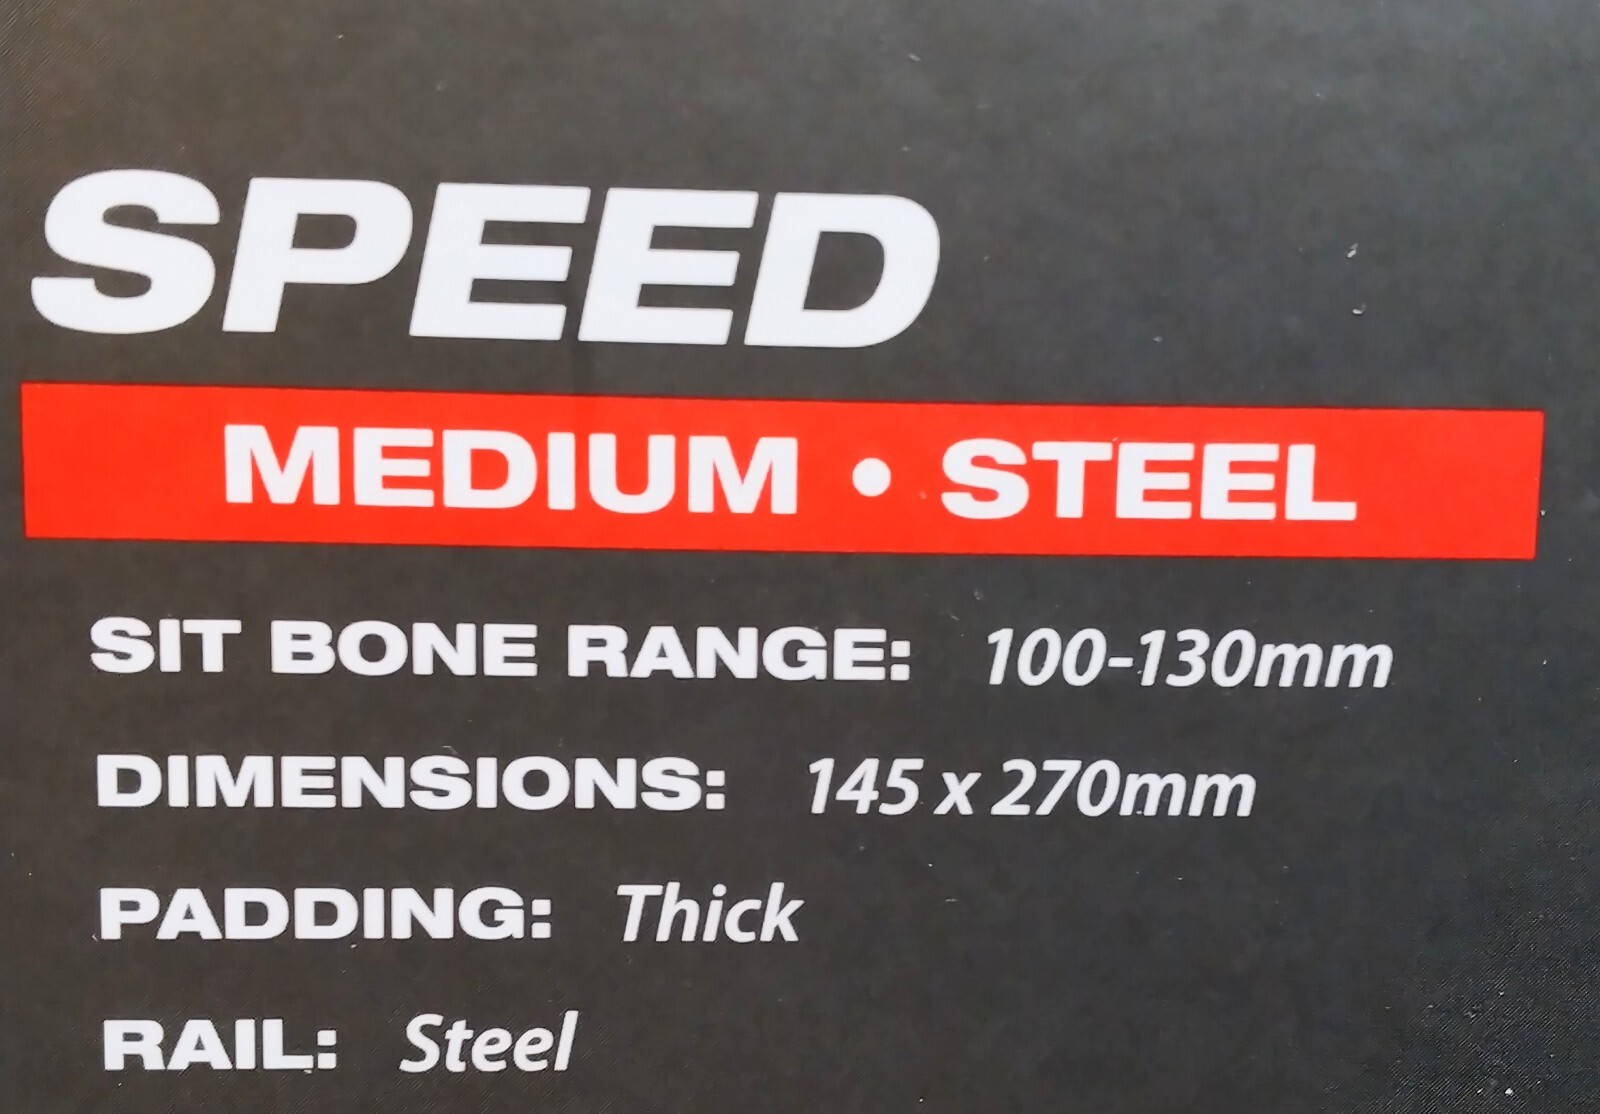 SPEED
MEDIUM • STEEL
SIT BONE RANGE: 100-130mm
DIMENSIONS: 145 x 270mm
PADDING: Thick
RAIL: Steel